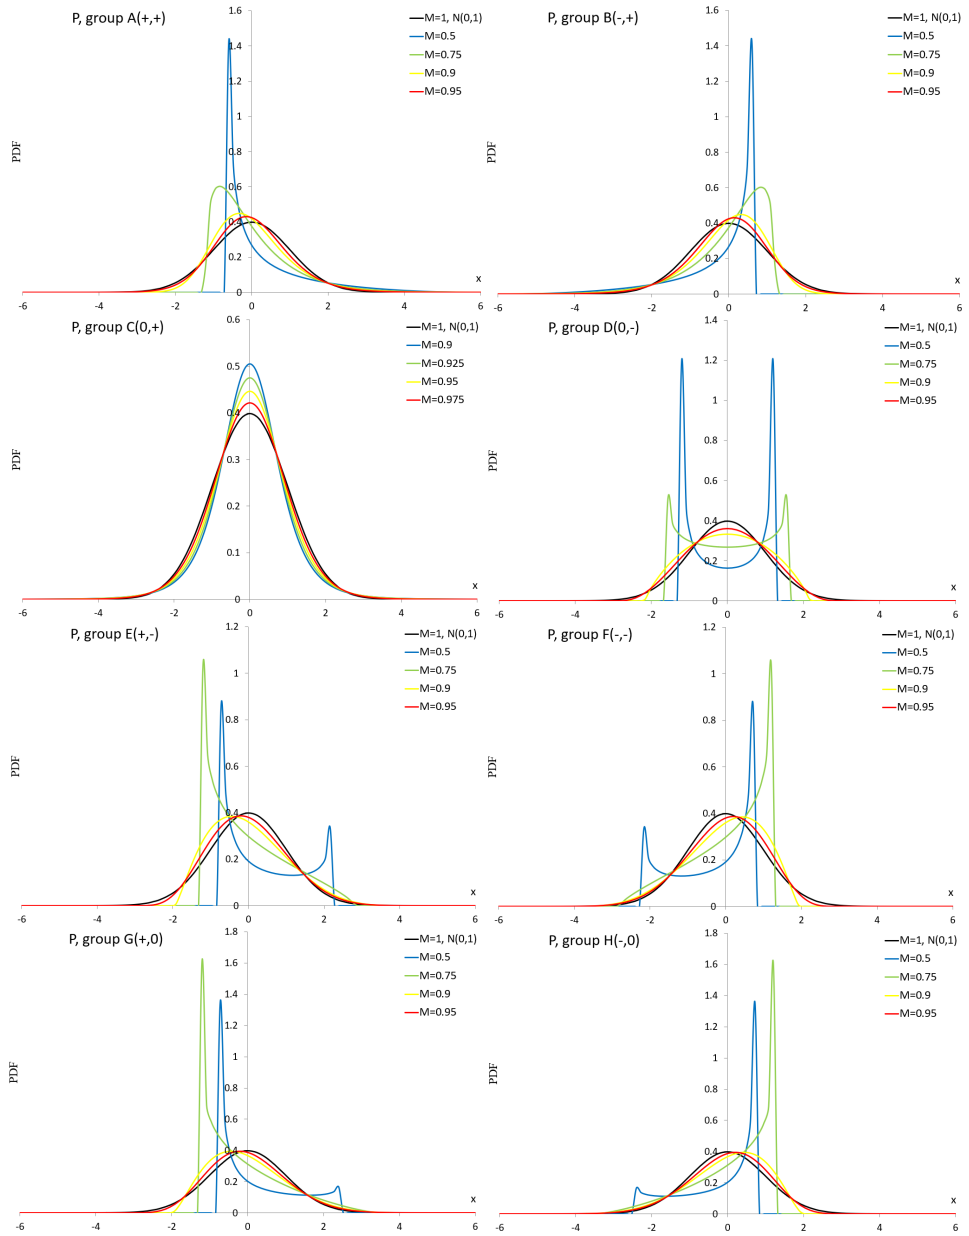 P, group A(+,+)
M=1, N(0,1)
M=0.5
M=0.75
M=0.9
M=0.95
PDF
x
1.6
1.4
1.2
1
0.8
0.6
0.4
0.2
0
-6 -4 -2 0 2 4 6
P, group B(-,+)
M=1, N(0,1)
M=0.5
M=0.75
M=0.9
M=0.95
PDF
x
1.6
1.4
1.2
1
0.8
0.6
0.4
0.2
0
-6 -4 -2 0 2 4 6
P, group C(0,+)
M=1, N(0,1)
M=0.9
M=0.925
M=0.95
M=0.975
PDF
x
0.6
0.5
0.4
0.3
0.2
0.1
0
-6 -4 -2 0 2 4 6
P, group D(0,-)
M=1, N(0,1)
M=0.5
M=0.75
M=0.9
M=0.95
PDF
x
1.4
1.2
1
0.8
0.6
0.4
0.2
0
-6 -4 -2 0 2 4 6
P, group E(+,-)
M=1, N(0,1)
M=0.5
M=0.75
M=0.9
M=0.95
PDF
x
1.2
1
0.8
0.6
0.4
0.2
0
-6 -4 -2 0 2 4 6
P, group F(-,-)
M=1, N(0,1)
M=0.5
M=0.75
M=0.9
M=0.95
PDF
x
1.2
1
0.8
0.6
0.4
0.2
0
-6 -4 -2 0 2 4 6
P, group G(+,0)
M=1, N(0,1)
M=0.5
M=0.75
M=0.9
M=0.95
PDF
x
1.8
1.6
1.4
1.2
1
0.8
0.6
0.4
0.2
0
-6 -4 -2 0 2 4 6
P, group H(-,0)
M=1, N(0,1)
M=0.5
M=0.75
M=0.9
M=0.95
PDF
x
1.8
1.6
1.4
1.2
1
0.8
0.6
0.4
0.2
0
-6 -4 -2 0 2 4 6